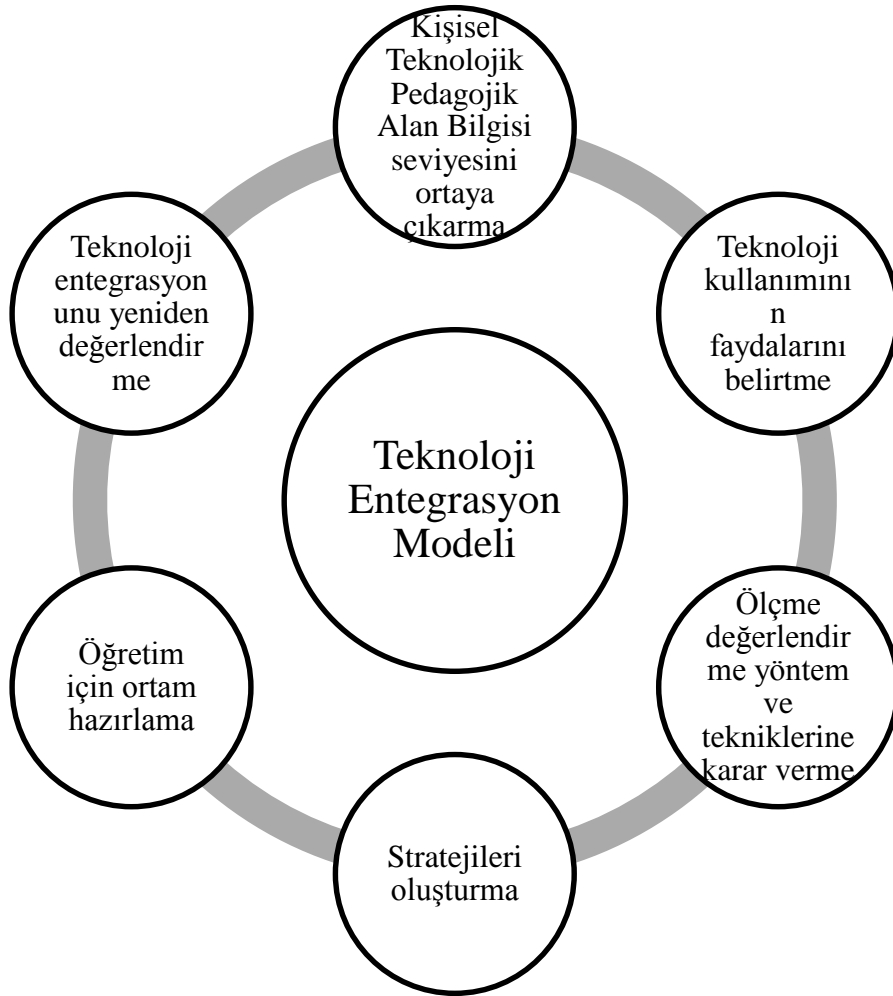 Kişisel
Teknolojik
Pedagojik
Alan Bilgisi
seviyesini
ortaya
çıkarma
Teknoloji
kullanımını
n
faydalarını
belirtme
Ölçme
değerlendir
me yöntem
ve
tekniklerine
karar verme
Stratejileri
oluşturma
Öğretim
için ortam
hazırlama
Teknoloji
entegrasyon
unu yeniden
değerlendir
me
Teknoloji
Entegrasyon
Modeli